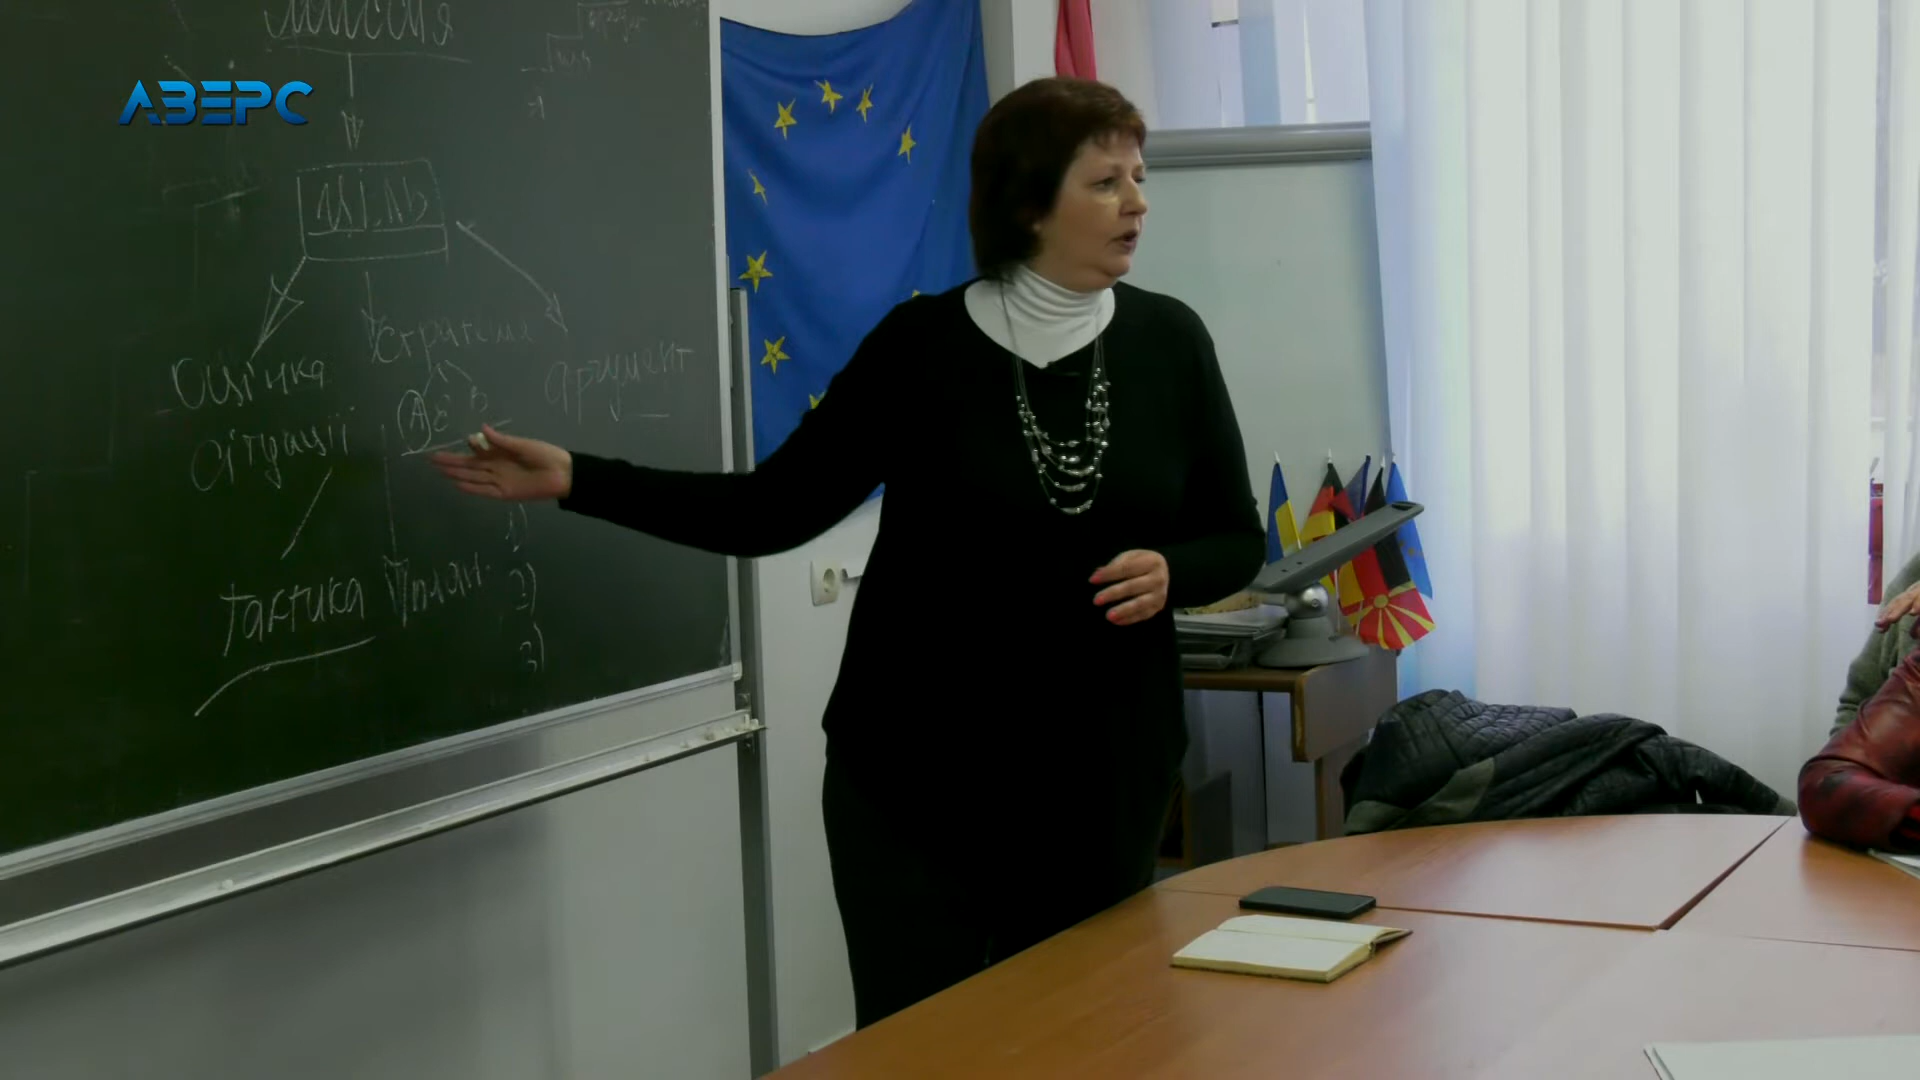 місія
АВЕРС
ЦІЛЬ
стратегія
оцінка
аргумент
ситуації
А Б В
тактика
план
1)
2)
3)